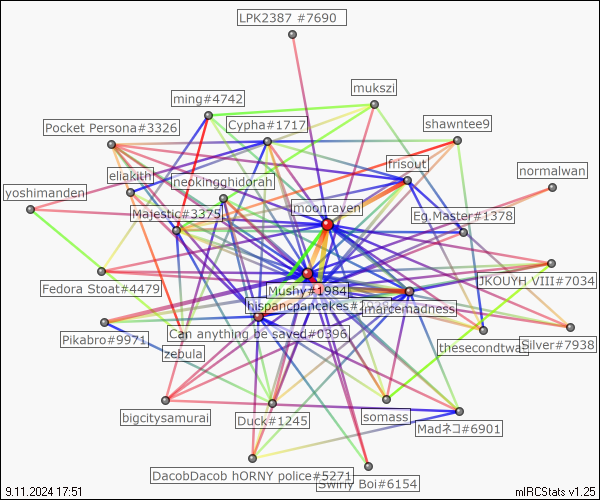 LPK2387 #7690
mukszi
ming#4742
shawntee9
Pocket Persona#3326
Cypha#1717
frisout
normalwan
eliakith
neokingghidorah
yoshimanden
moonraven
Majestic#3375
Eg.Master#1378
Fedora Stoat#4479
Mushy#1984
JKOUYH VIII#7034
hispancpancakes#
marcemadness
Pikabro#9971
Can anything be saved#0396
thesecondtwa
Silver#7938
zebula
bigcitysamurai
Duck#1245
somass
Madネコ#6901
DacobDacob hORNY police#5271
Swirly Boi#6154
9.11.2024 17:51
mIRCStats v1.25